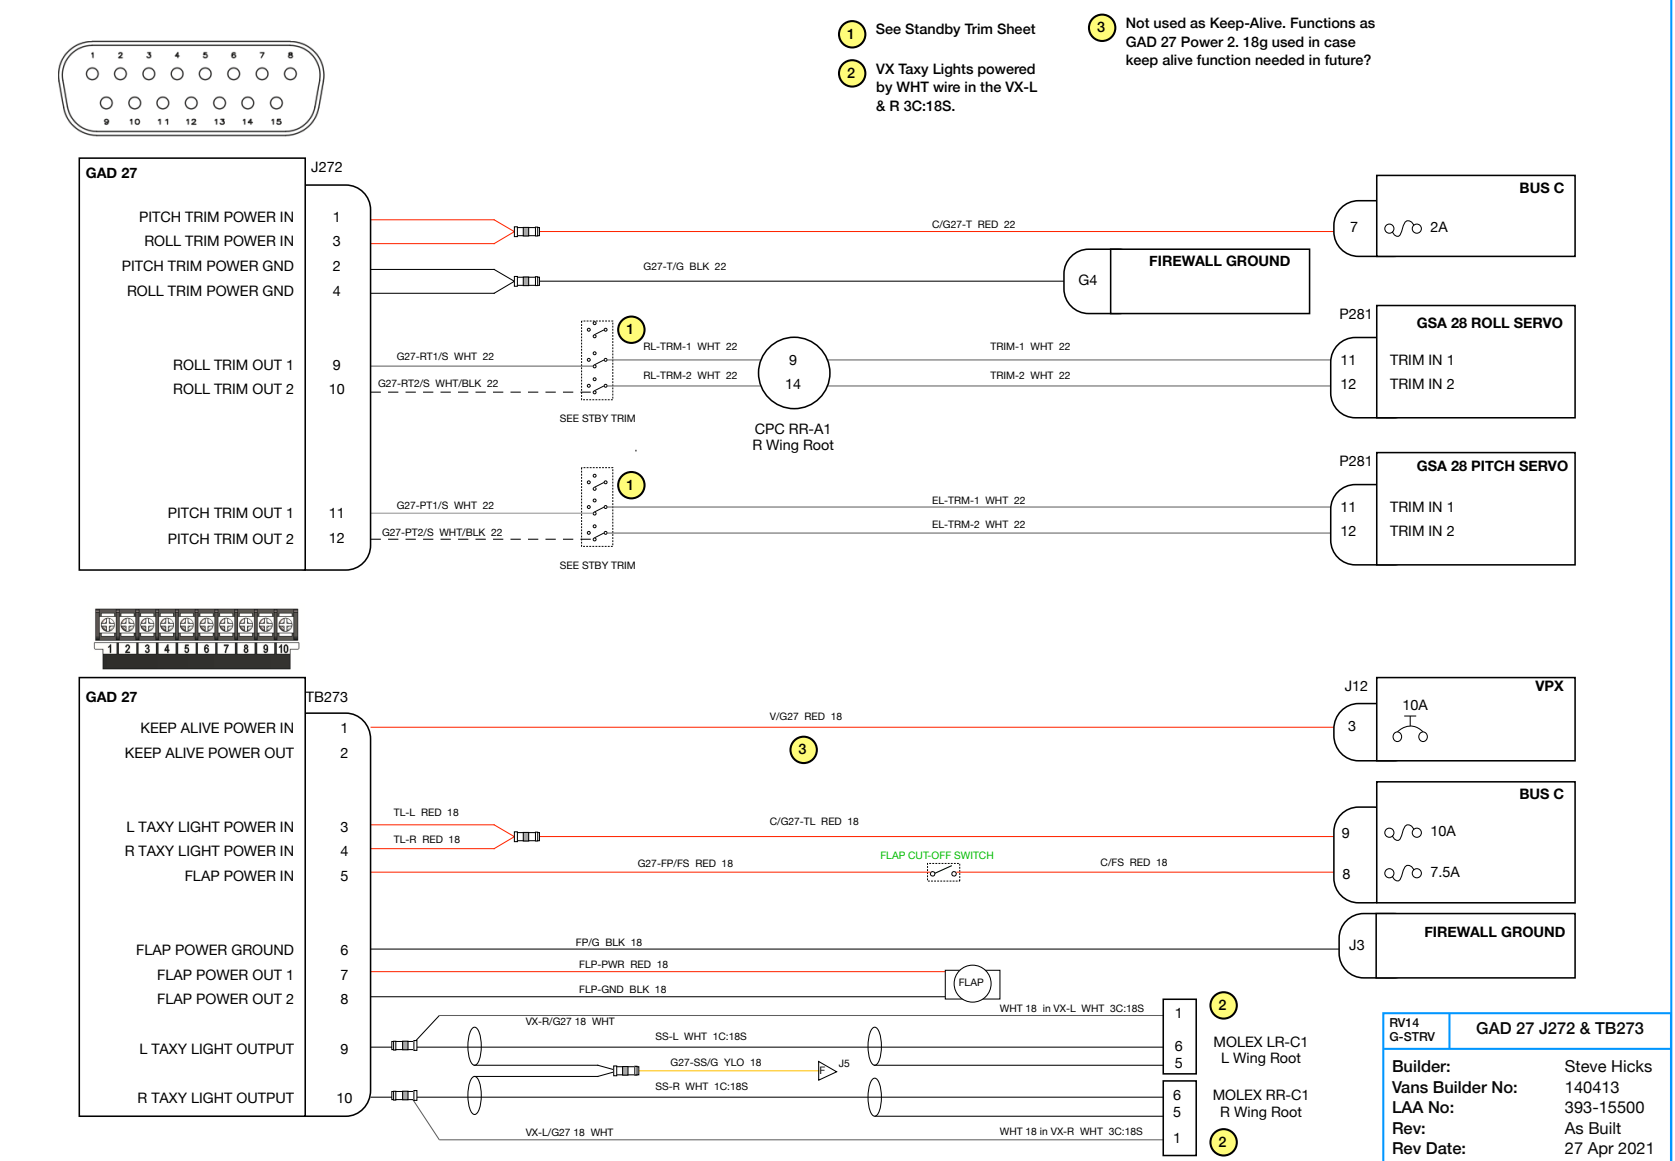 1 See Standby Trim Sheet
2 VX Taxy Lights powered
by WHT wire in the VX-L
& R 3C:18S.
3 Not used as Keep-Alive. Functions as
GAD 27 Power 2. 18g used in case
keep alive function needed in future?
1 2 3 4 5 6 7 8
9 10 11 12 13 14 15
GAD 27 J272
PITCH TRIM POWER IN 1
ROLL TRIM POWER IN 3
PITCH TRIM POWER GND 2
ROLL TRIM POWER GND 4
ROLL TRIM OUT 1 9
ROLL TRIM OUT 2 10
PITCH TRIM OUT 1 11
PITCH TRIM OUT 2 12
C/G27-T RED 22
BUS C
7 2A
G27-T/G BLK 22
G4 FIREWALL GROUND
G27-RT1/S WHT 22
G27-RT2/S WHT/BLK 22
1
SEE STBY TRIM
RL-TRM-1 WHT 22
RL-TRM-2 WHT 22
9
14
CPC RR-A1
R Wing Root
TRIM-1 WHT 22
TRIM-2 WHT 22
P281 GSA 28 ROLL SERVO
11 TRIM IN 1
12 TRIM IN 2
G27-PT1/S WHT 22
G27-PT2/S WHT/BLK 22
1
SEE STBY TRIM
EL-TRM-1 WHT 22
EL-TRM-2 WHT 22
P281 GSA 28 PITCH SERVO
11 TRIM IN 1
12 TRIM IN 2
1 2 3 4 5 6 7 8 9 10
GAD 27 TB273
KEEP ALIVE POWER IN 1
KEEP ALIVE POWER OUT 2
L TAXY LIGHT POWER IN 3
R TAXY LIGHT POWER IN 4
FLAP POWER IN 5
FLAP POWER GROUND 6
FLAP POWER OUT 1 7
FLAP POWER OUT 2 8
L TAXY LIGHT OUTPUT 9
R TAXY LIGHT OUTPUT 10
V/G27 RED 18
3
J12 VPX
3 10A
TL-L RED 18
TL-R RED 18
C/G27-TL RED 18
G27-FP/FS RED 18
FLAP CUT-OFF SWITCH
C/FS RED 18
BUS C
9 10A
8 7.5A
FP/G BLK 18
J3 FIREWALL GROUND
FLP-PWR RED 18
FLP-GND BLK 18
FLAP
VX-R/G27 18 WHT
WHT 18 in VX-L WHT 3C:18S
SS-L WHT 1C:18S
G27-SS/G YLO 18
F J5
SS-R WHT 1C:18S
VX-L/G27 18 WHT
WHT 18 in VX-R WHT 3C:18S
1
6
5
2
MOLEX LR-C1
L Wing Root
6
5
1
MOLEX RR-C1
R Wing Root
2
RV14
G-STRV
GAD 27 J272 & TB273
Builder: Steve Hicks
Vans Builder No: 140413
LAA No: 393-15500
Rev: As Built
Rev Date: 27 Apr 2021